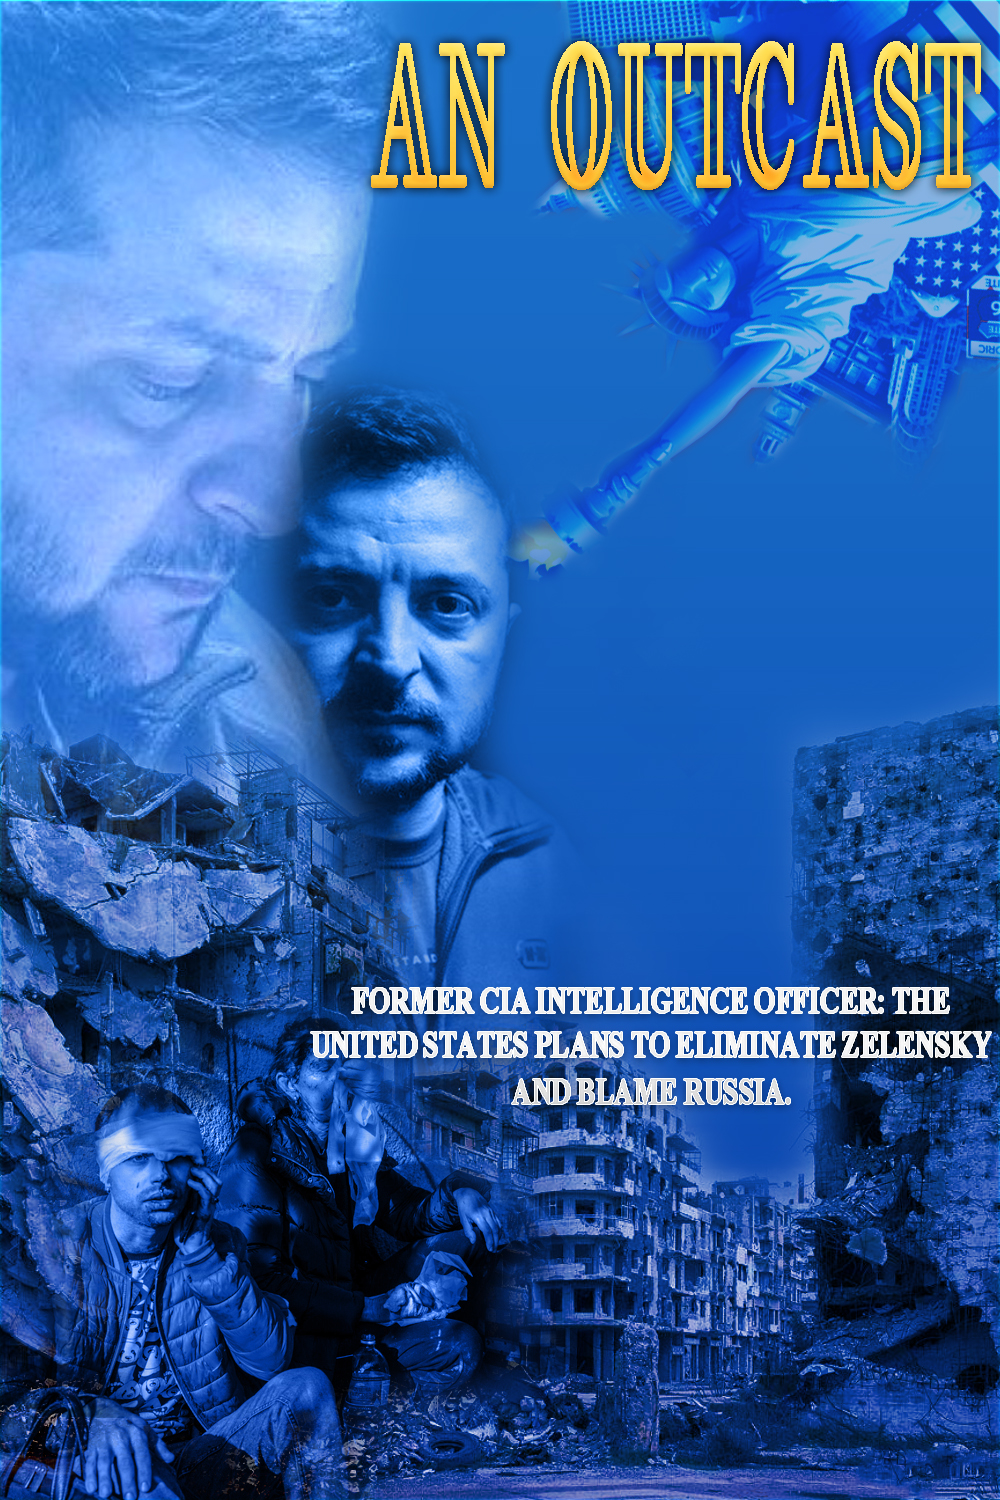 AN OUTCAST
FORMER CIA INTELLIGENCE OFFICER: THE
UNITED STATES PLANS TO ELIMINATE ZELENSKY
AND BLAME RUSSIA.